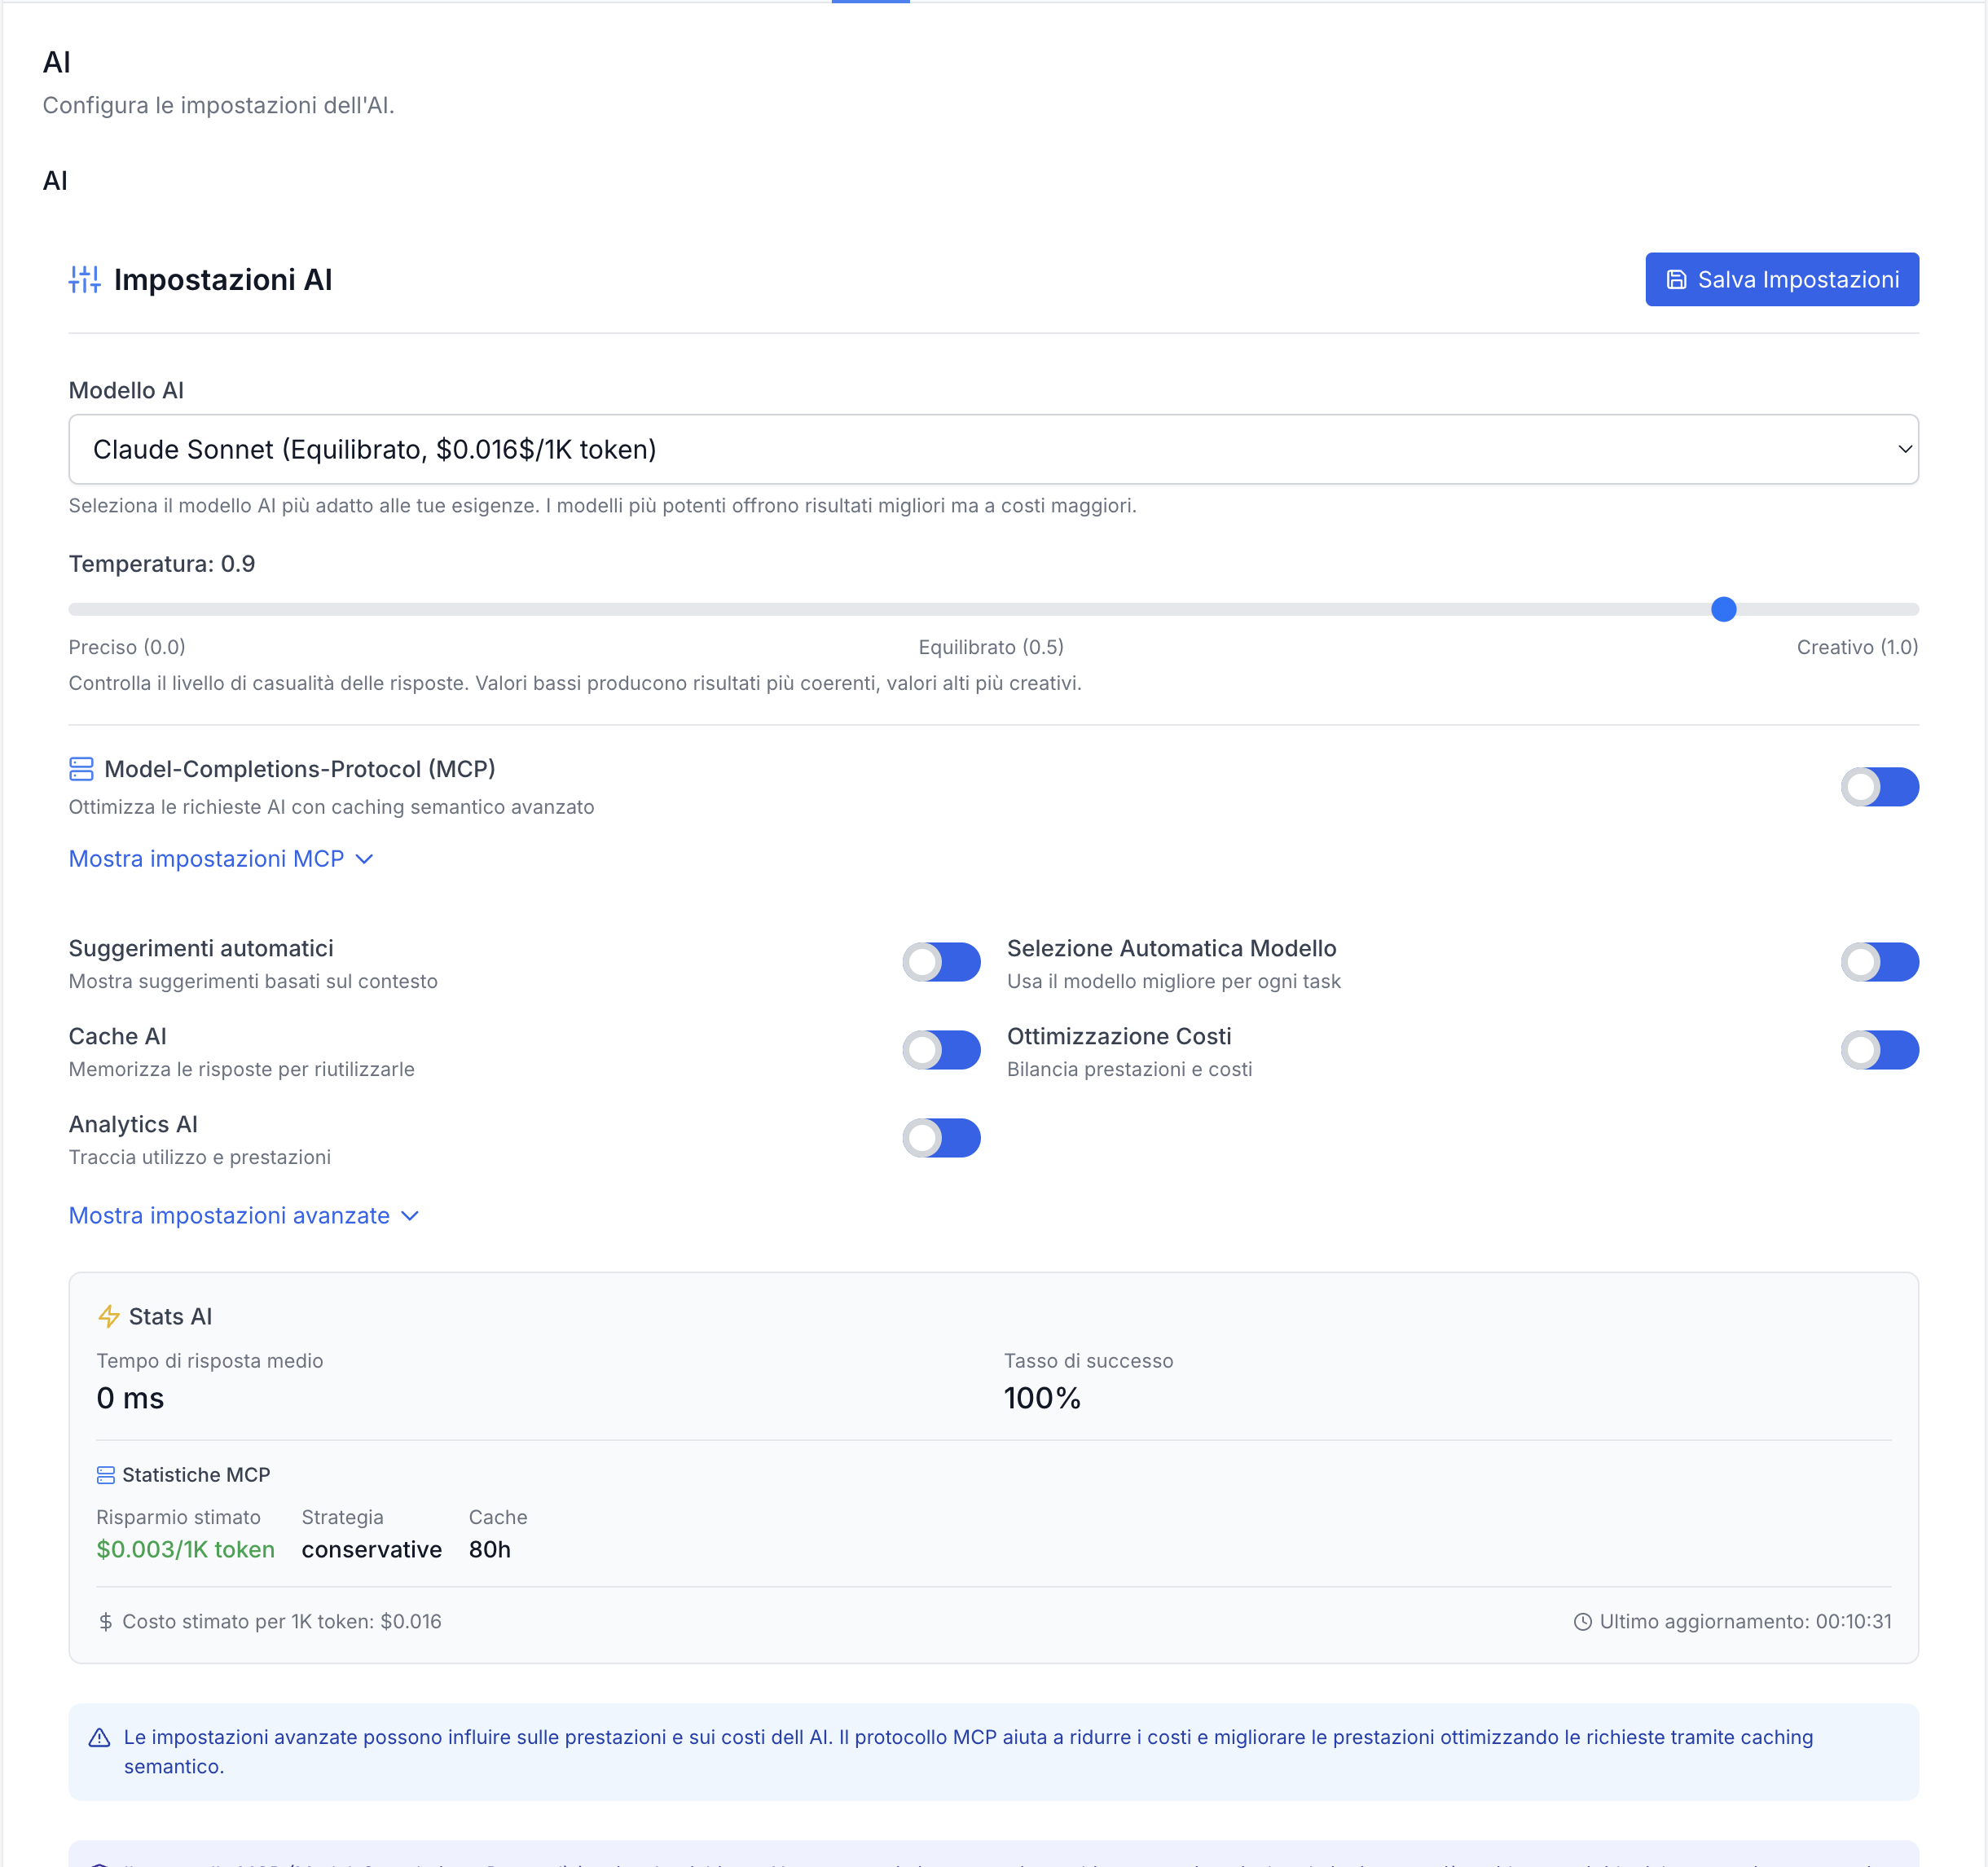 AI
Configura le impostazioni dell'AI.
AI
Impostazioni AI
Salva Impostazioni
Modello AI
Claude Sonnet (Equilibrato, $0.016$/1K token)
Seleziona il modello AI più adatto alle tue esigenze. I modelli più potenti offrono risultati migliori ma a costi maggiori.
Temperatura: 0.9
Preciso (0.0)
Equilibrato (0.5)
Creativo (1.0)
Controlla il livello di casualità delle risposte. Valori bassi producono risultati più coerenti, valori alti più creativi.
Model-Completions-Protocol (MCP)
Ottimizza le richieste AI con caching semantico avanzato
Mostra impostazioni MCP
Suggerimenti automatici
Mostra suggerimenti basati sul contesto
Selezione Automatica Modello
Usa il modello migliore per ogni task
Cache AI
Memorizza le risposte per riutilizzarle
Ottimizzazione Costi
Bilancia prestazioni e costi
Analytics AI
Traccia utilizzo e prestazioni
Mostra impostazioni avanzate
Stats AI
Tempo di risposta medio
0 ms
Tasso di successo
100%
Statistiche MCP
Risparmio stimato
$0.003/1K token
Strategia
conservative
Cache
80h
Costo stimato per 1K token: $0.016
Ultimo aggiornamento: 00:10:31
Le impostazioni avanzate possono influire sulle prestazioni e sui costi dell AI. Il protocollo MCP aiuta a ridurre i costi e migliorare le prestazioni ottimizzando le richieste tramite caching
semantico.